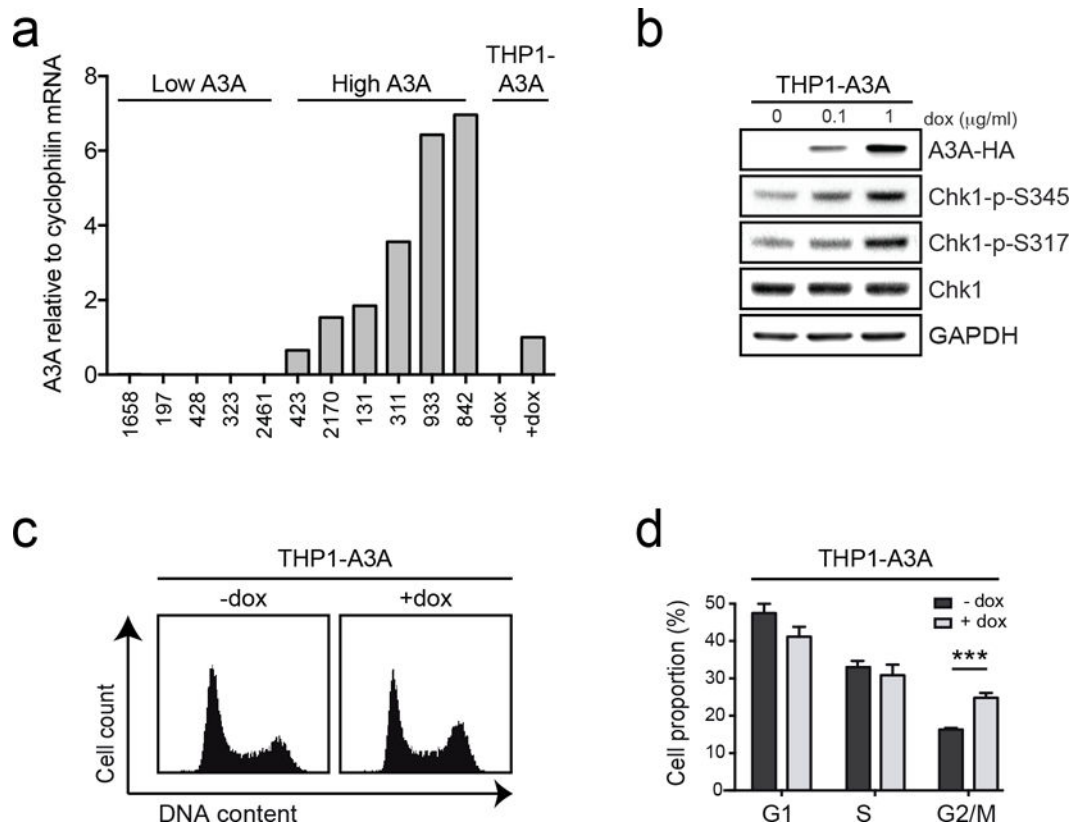 a
A3A relative to cyclophilin mRNA
8
6
4
2
0
Low A3A
High A3A
THP1-
A3A
1658
197
428
323
2461
423
2170
131
311
933
842
-dox
+dox
b
THP1-A3A
0 0.1 1 dox (μg/ml)
A3A-HA
Chk1-p-S345
Chk1-p-S317
Chk1
GAPDH
c
THP1-A3A
-dox +dox
Cell count
DNA content
d
THP1-A3A
Cell proportion (%)
50
40
30
20
10
0
- dox
+ dox
***
G1 S G2/M